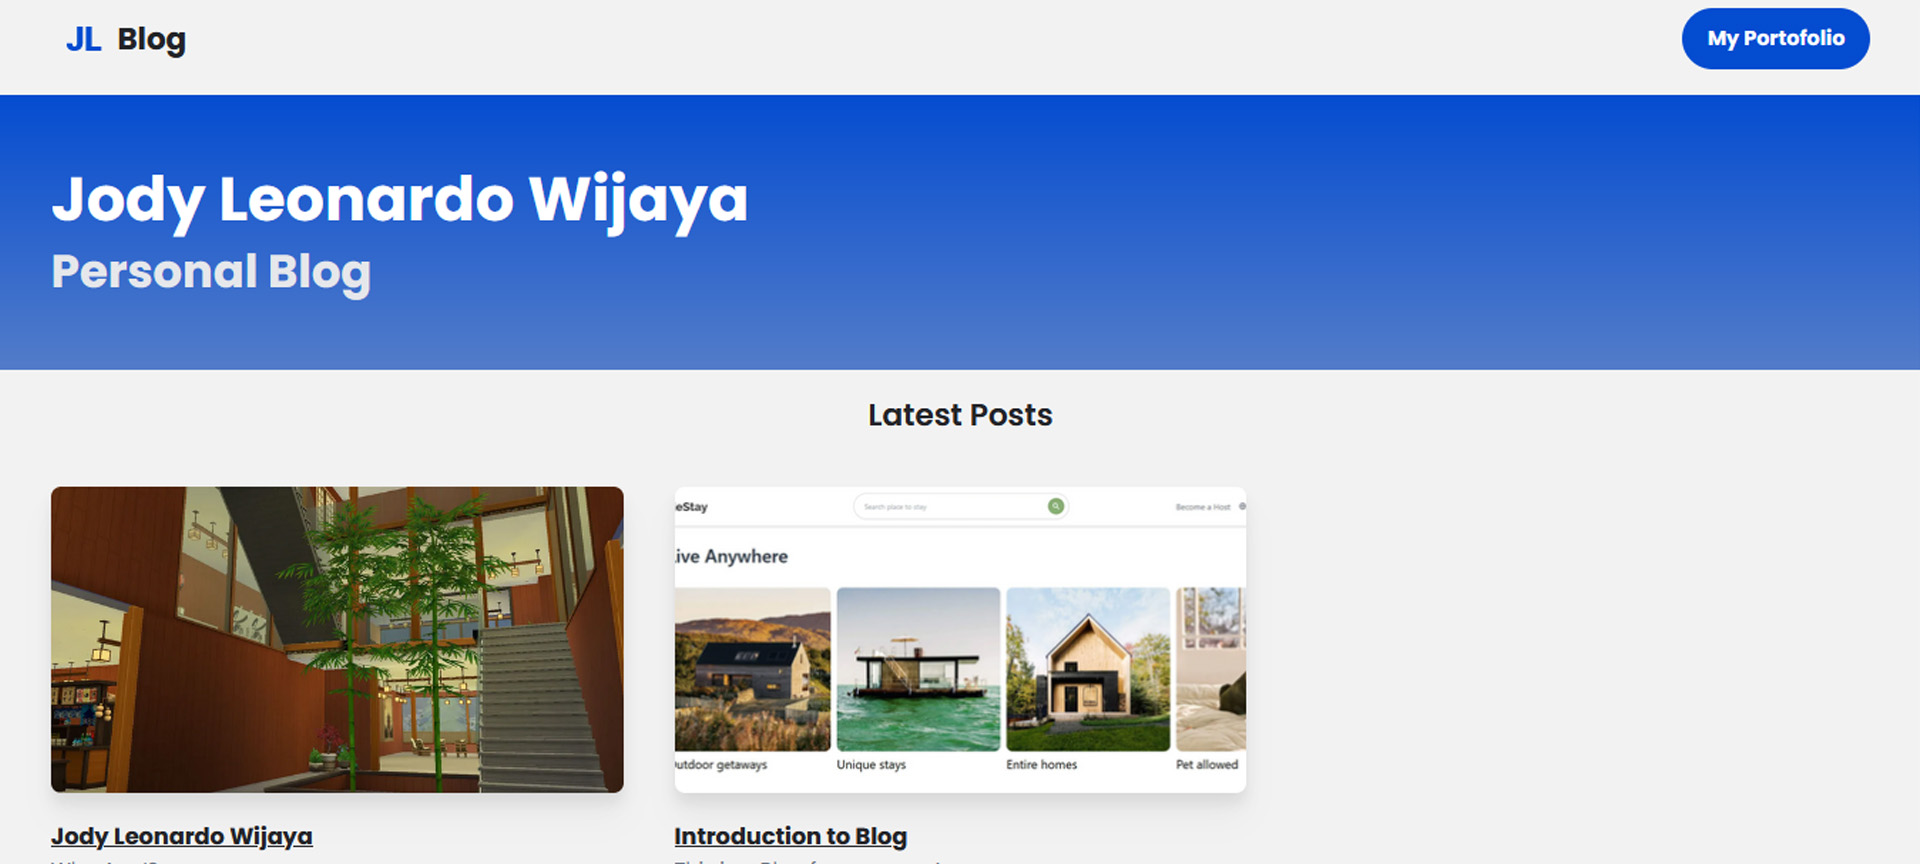 JL Blog
My Portofolio
Jody Leonardo Wijaya
Personal Blog
Latest Posts
eStay
Search place to stay
Become a Host
ive Anywhere
utdoor getaways
Unique stays
Entire homes
Pet allowed
Jody Leonardo Wijaya
Introduction to Blog